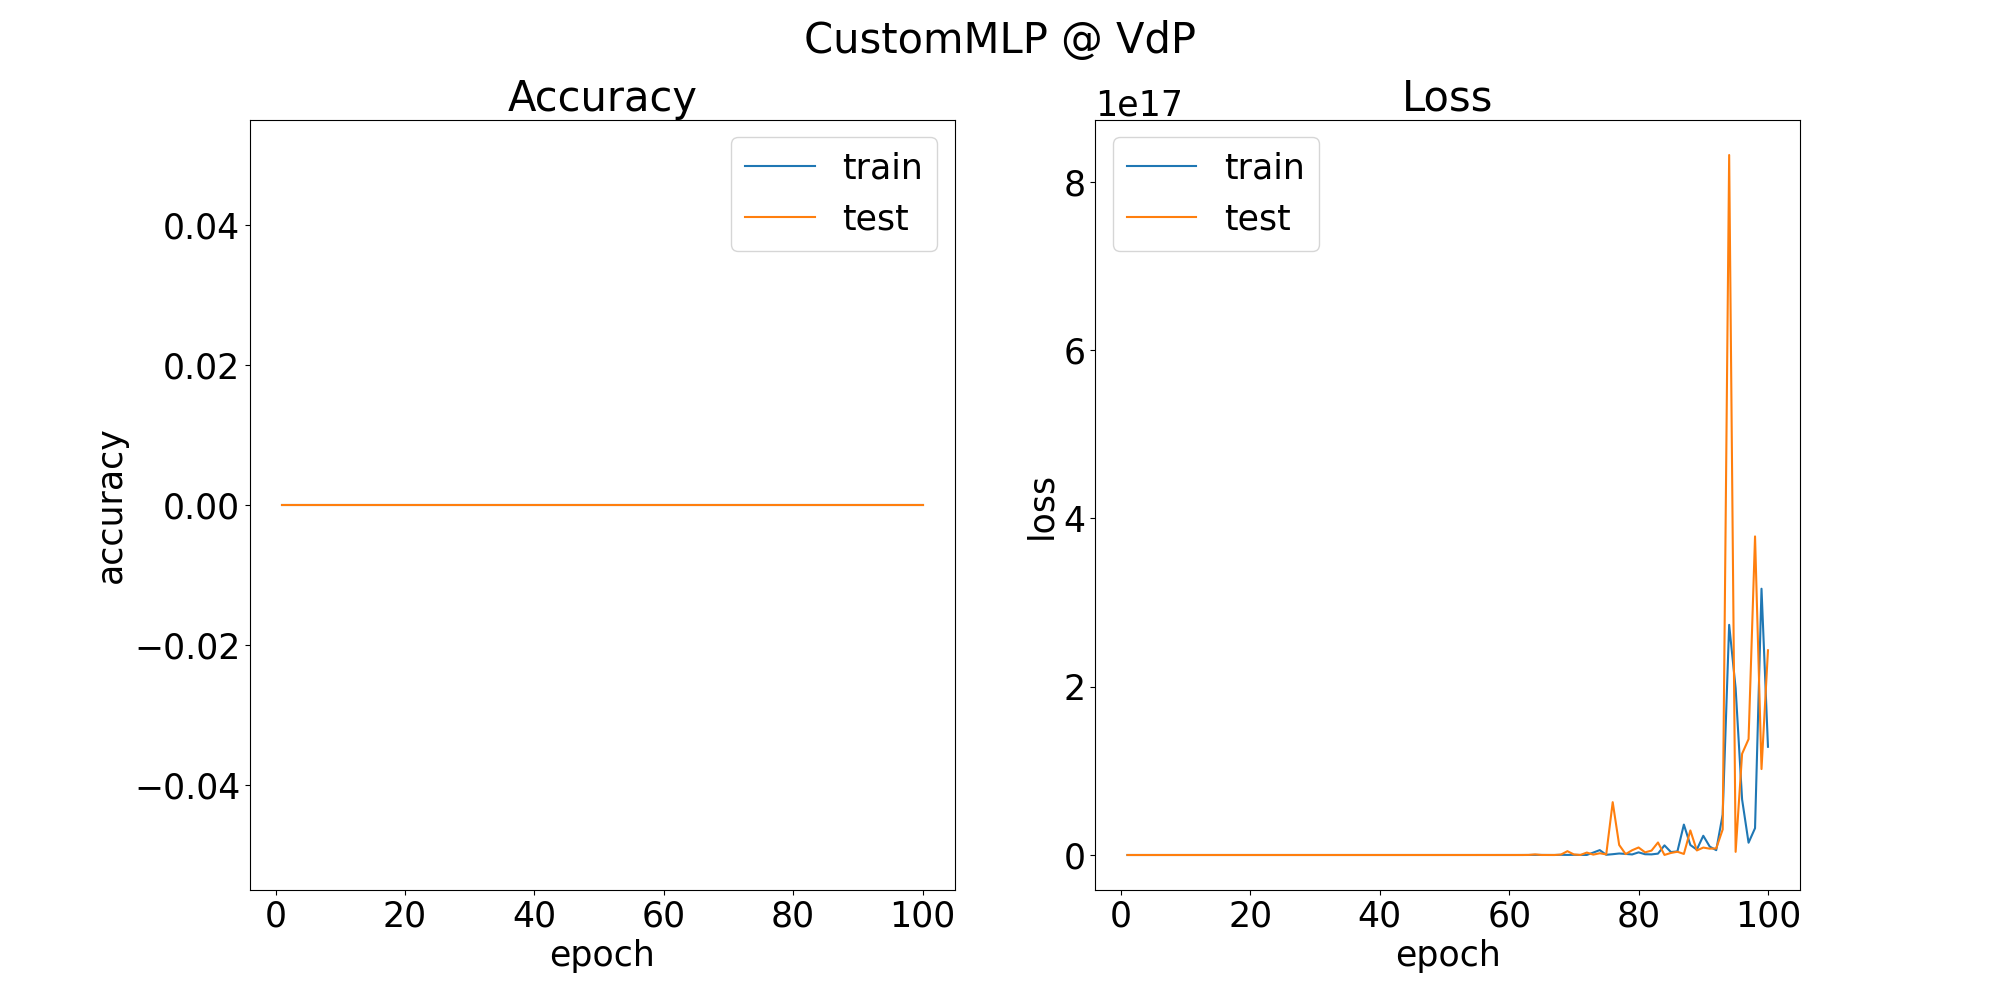 CustomMLP @ VdP
Accuracy
train
test
0.04
0.02
0.00
−0.02
−0.04
accuracy
0 20 40 60 80 100
epoch
Loss
1e17
train
test
8
6
4
2
0
loss
0 20 40 60 80 100
epoch